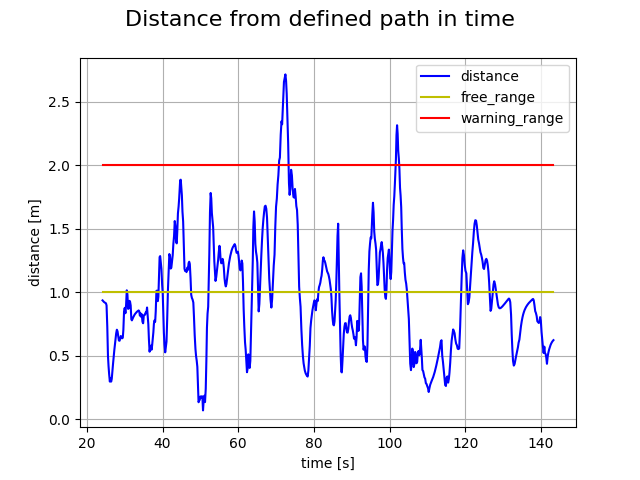 Distance from defined path in time
distance
free_range
warning_range
distance [m]
2.5
2.0
1.5
1.0
0.5
0.0
20 40 60 80 100 120 140
time [s]